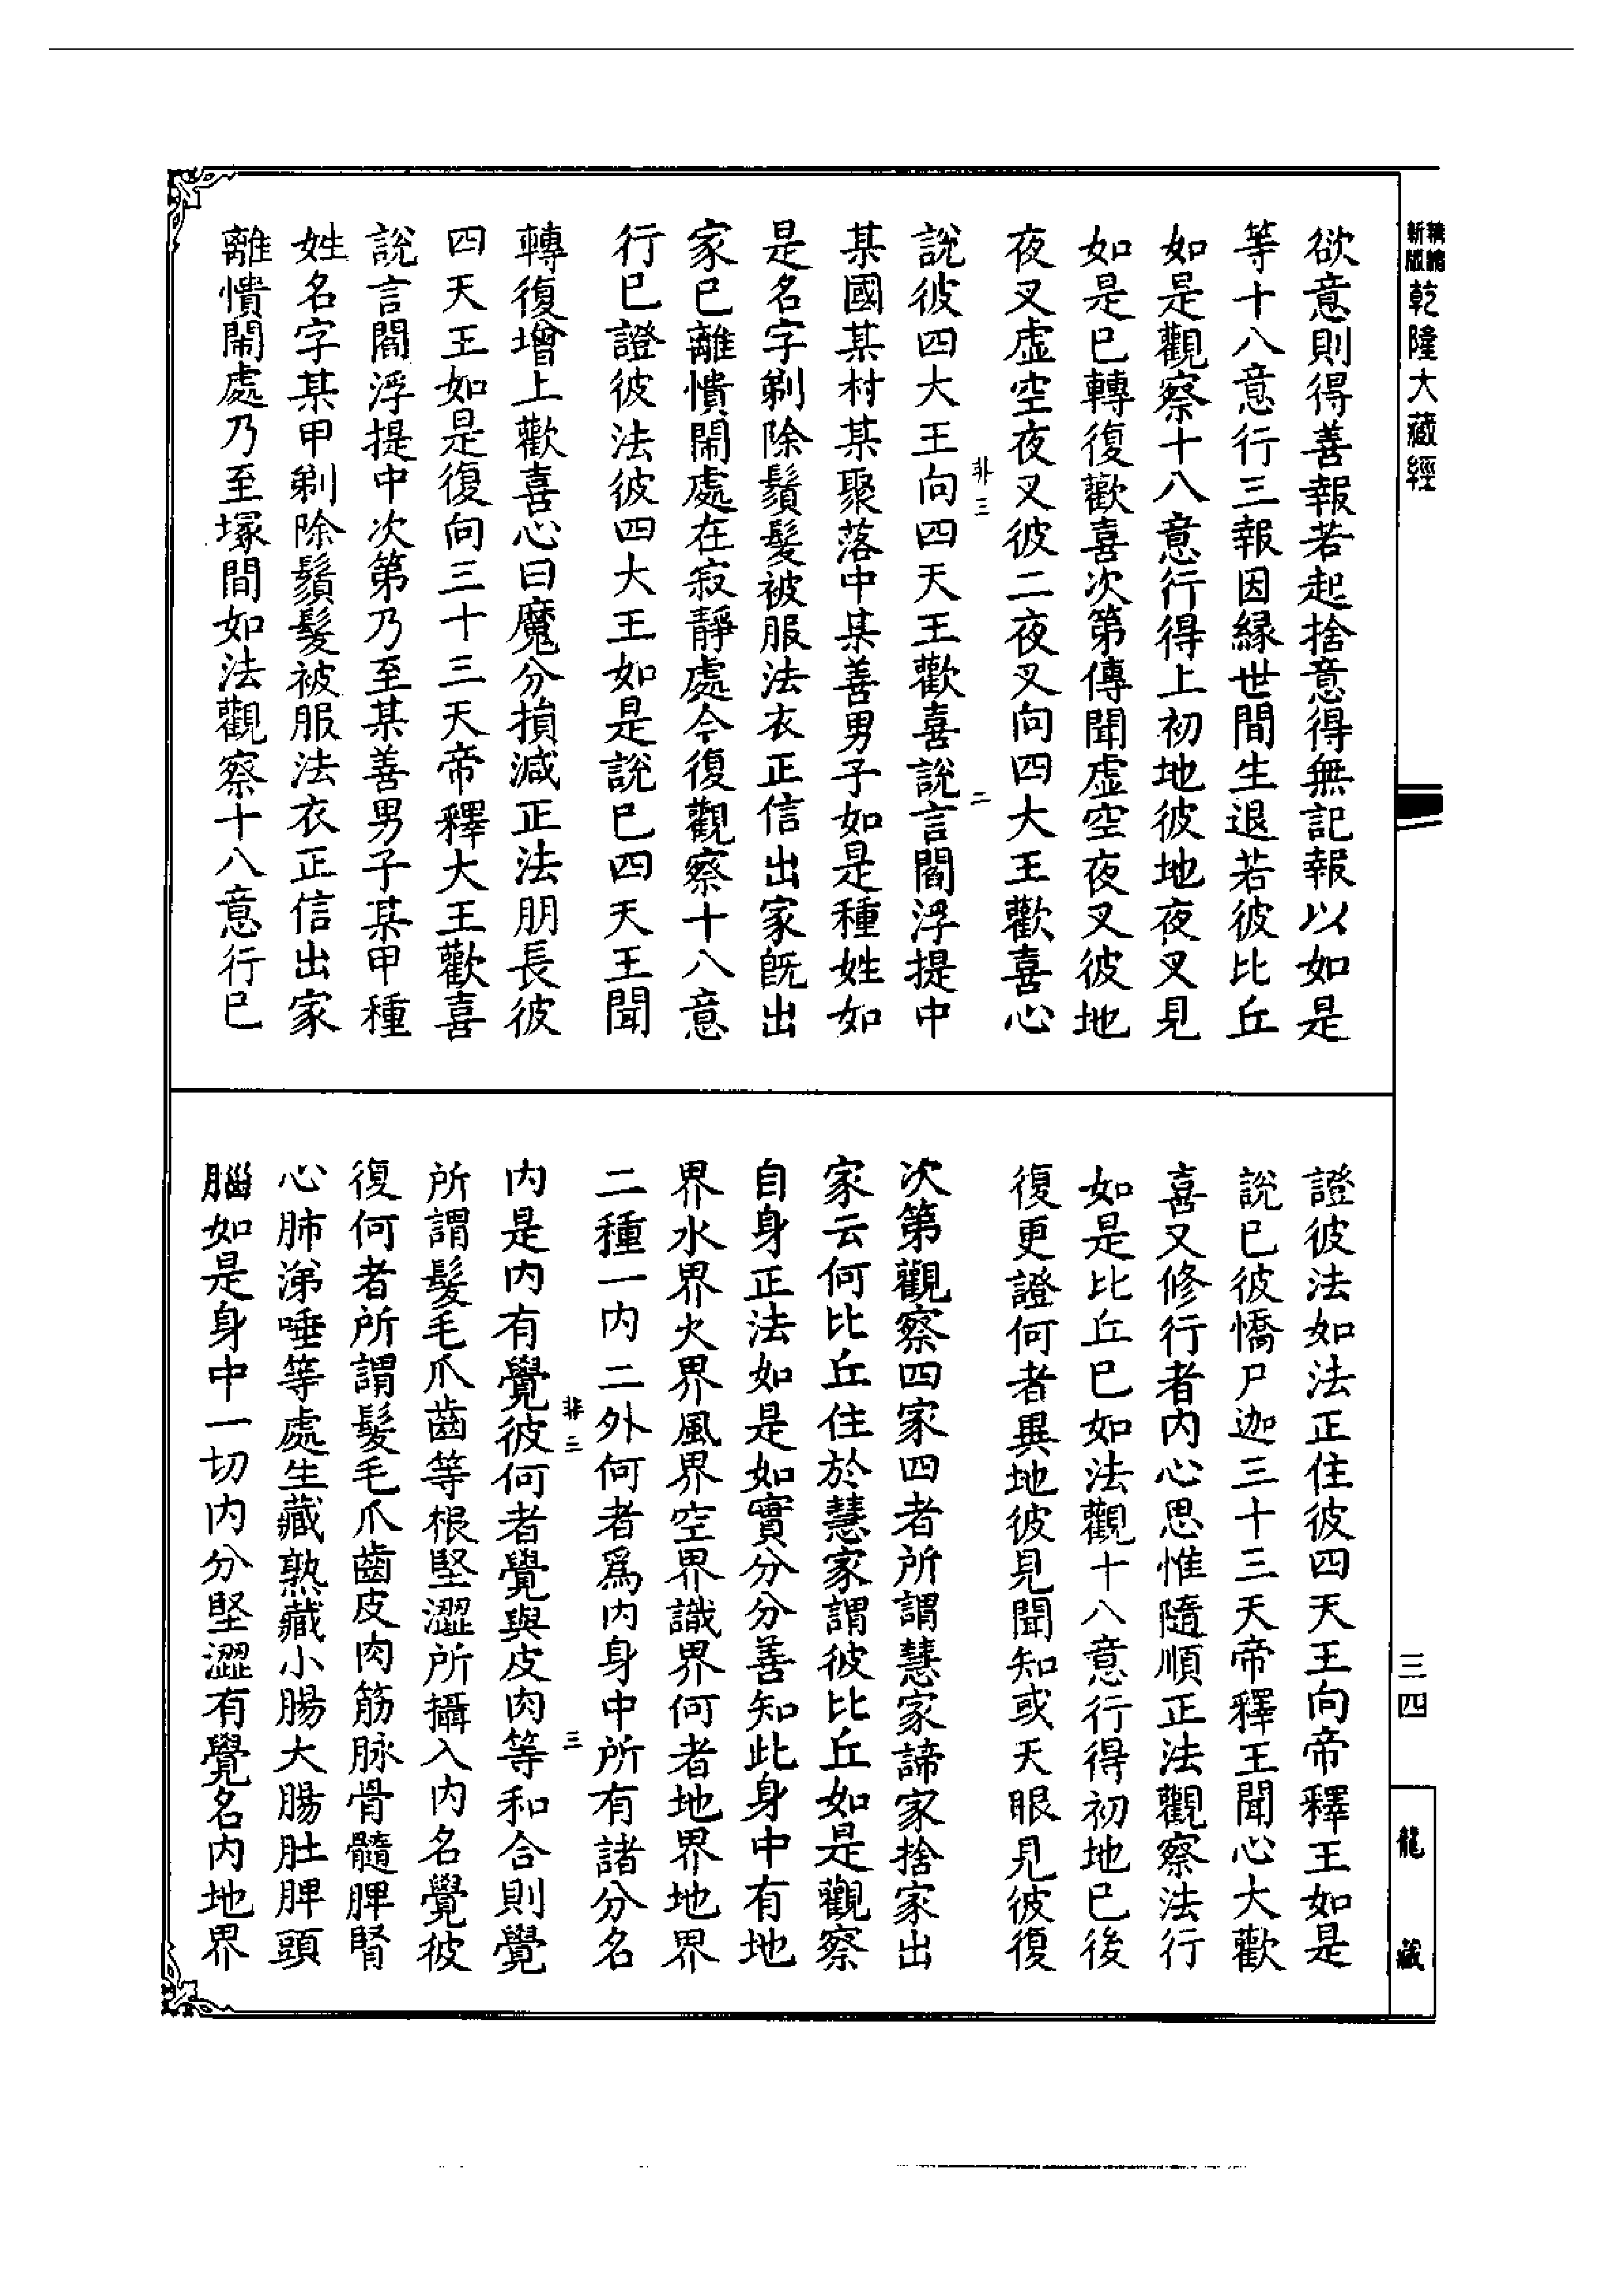 新編
新版
乾隆大藏經
欲意則得善報若起捨意得無記報以如是
等十八意行三報因緣世間生退若彼比丘
如是觀察十八意行得上初地彼地夜叉見
如是已轉復歡喜次第傳聞虛空夜叉彼地
夜叉虛空夜叉彼二夜叉向四大王歡喜心
非三
二
說彼四大王向四天王歡喜說言閻浮提中
某國某村某聚落中某善男子如是種姓如
是名字剃除鬚髮被服法衣正信出家旣出
家已離憒閙處在寂靜處今復觀察十八意
行已證彼法彼四大王如是說已四天王聞
轉復增上歡喜心曰魔分損減正法朋長彼
四天王如是復向三十三天帝釋大王歡喜
說言閻浮提中次第乃至某善男子某甲種
姓名字某甲剃除鬚髮被服法衣正信出家
離憒閙處乃至塚間如法觀察十八意行已
證彼法如法正住彼四天王向帝釋王如是
說已彼憍尸迦三十三天帝釋王聞心大歡
喜又修行者內心思惟隨順正法觀察法行
如是比丘已如法觀十八意行得初地已後
復更證何者異地彼見聞知或天眼見彼復
次第觀察四家四者所謂慧家諦家捨家出
家云何比丘住於慧家謂彼比丘如是觀察
自身正法如是如實分分善知此身中有地
界水界火界風界空界識界何者地界地界
二種一內二外何者爲內身中所有諸分名
非三
三
內是內有覺彼何者覺與皮肉等和合則覺
所謂髮毛爪齒等根堅澀所攝入內名覺彼
復何者所謂髮毛爪齒皮肉筋脉骨髓脾腎
心肺涕唾等處生藏熟藏小腸大腸肚脾頭
腦如是身中一切內分堅澀有覺名內地界
三四
龍藏